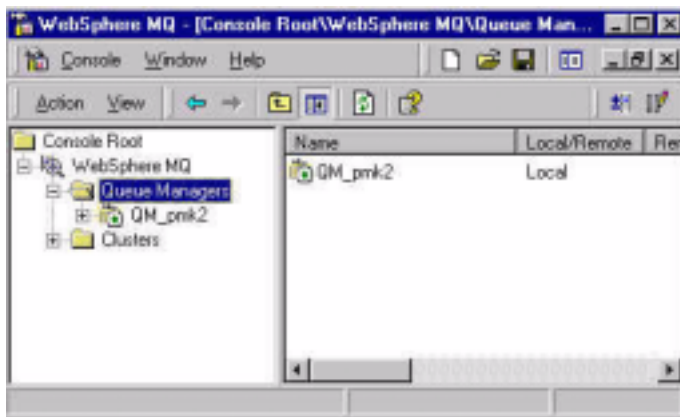 WebSphere MQ - [Console Root\WebSphere MQ\Queue Man...
Console Window Help
Action View
Console Root
WebSphere MQ
Queue Managers
QM_pmk2
Clusters
Name Local/Remote Rer
QM_pmk2 Local